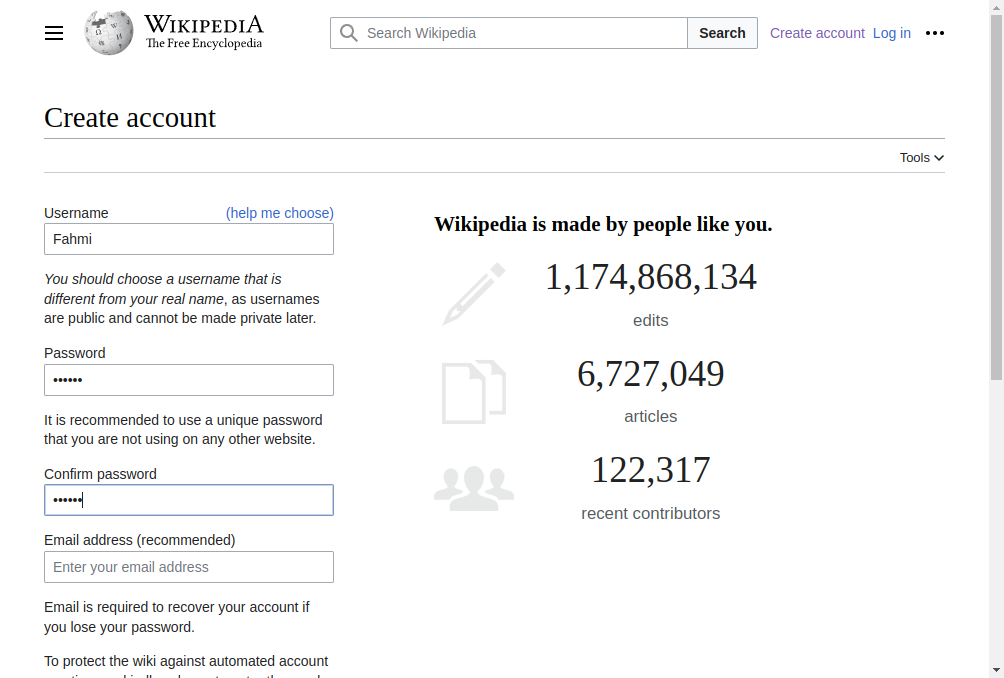 WIKIPEDIA
The Free Encyclopedia
Search Wikipedia
Search
Create account
Log in
Create account
Tools
Username
(help me choose)
Fahmi
You should choose a username that is
different from your real name, as usernames
are public and cannot be made private later.
Password
••••••
It is recommended to use a unique password
that you are not using on any other website.
Confirm password
••••••
Email address (recommended)
Enter your email address
Email is required to recover your account if
you lose your password.
To protect the wiki against automated account
Wikipedia is made by people like you.
1,174,868,134
edits
6,727,049
articles
122,317
recent contributors